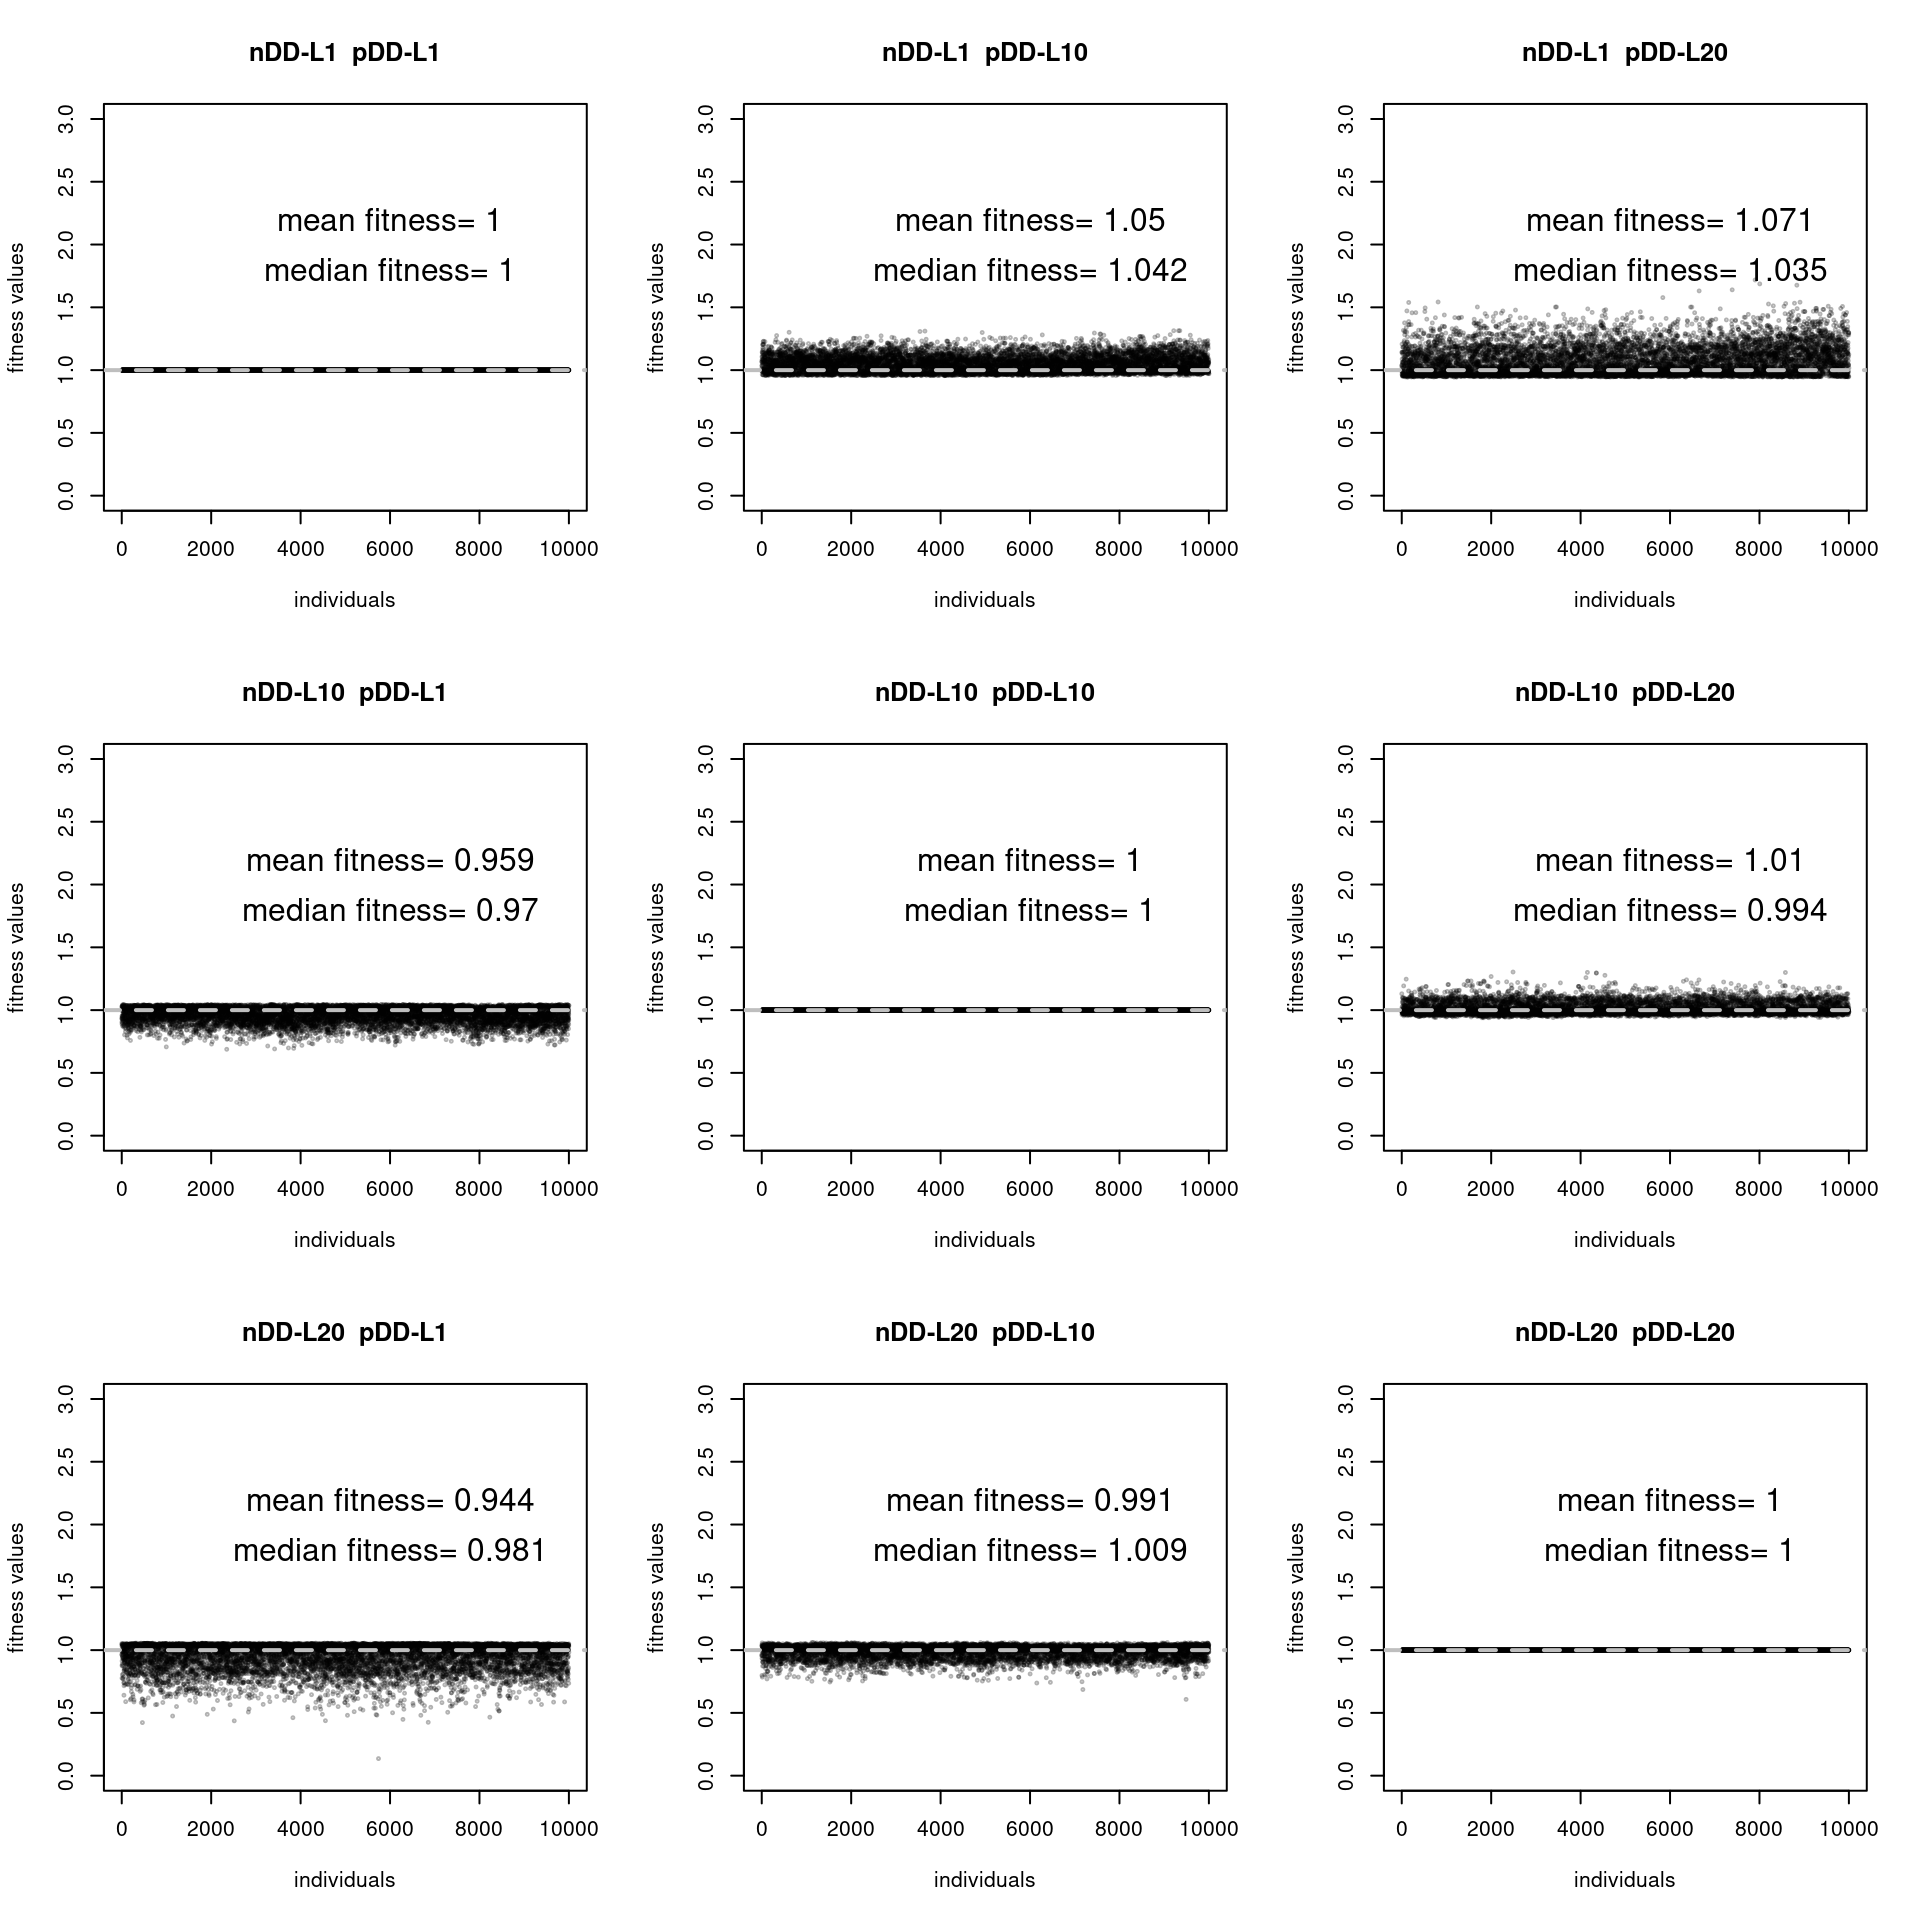 nDD-L1 pDD-L1
fitness values
3.0
2.5
2.0
1.5
1.0
0.5
0.0
mean fitness= 1
median fitness= 1
0 2000 4000 6000 8000 10000
individuals
nDD-L1 pDD-L10
fitness values
3.0
2.5
2.0
1.5
1.0
0.5
0.0
mean fitness= 1.05
median fitness= 1.042
0 2000 4000 6000 8000 10000
individuals
nDD-L1 pDD-L20
fitness values
3.0
2.5
2.0
1.5
1.0
0.5
0.0
mean fitness= 1.071
median fitness= 1.035
0 2000 4000 6000 8000 10000
individuals
nDD-L10 pDD-L1
fitness values
3.0
2.5
2.0
1.5
1.0
0.5
0.0
mean fitness= 0.959
median fitness= 0.97
0 2000 4000 6000 8000 10000
individuals
nDD-L10 pDD-L10
fitness values
3.0
2.5
2.0
1.5
1.0
0.5
0.0
mean fitness= 1
median fitness= 1
0 2000 4000 6000 8000 10000
individuals
nDD-L10 pDD-L20
fitness values
3.0
2.5
2.0
1.5
1.0
0.5
0.0
mean fitness= 1.01
median fitness= 0.994
0 2000 4000 6000 8000 10000
individuals
nDD-L20 pDD-L1
fitness values
3.0
2.5
2.0
1.5
1.0
0.5
0.0
mean fitness= 0.944
median fitness= 0.981
0 2000 4000 6000 8000 10000
individuals
nDD-L20 pDD-L10
fitness values
3.0
2.5
2.0
1.5
1.0
0.5
0.0
mean fitness= 0.991
median fitness= 1.009
0 2000 4000 6000 8000 10000
individuals
nDD-L20 pDD-L20
fitness values
3.0
2.5
2.0
1.5
1.0
0.5
0.0
mean fitness= 1
median fitness= 1
0 2000 4000 6000 8000 10000
individuals